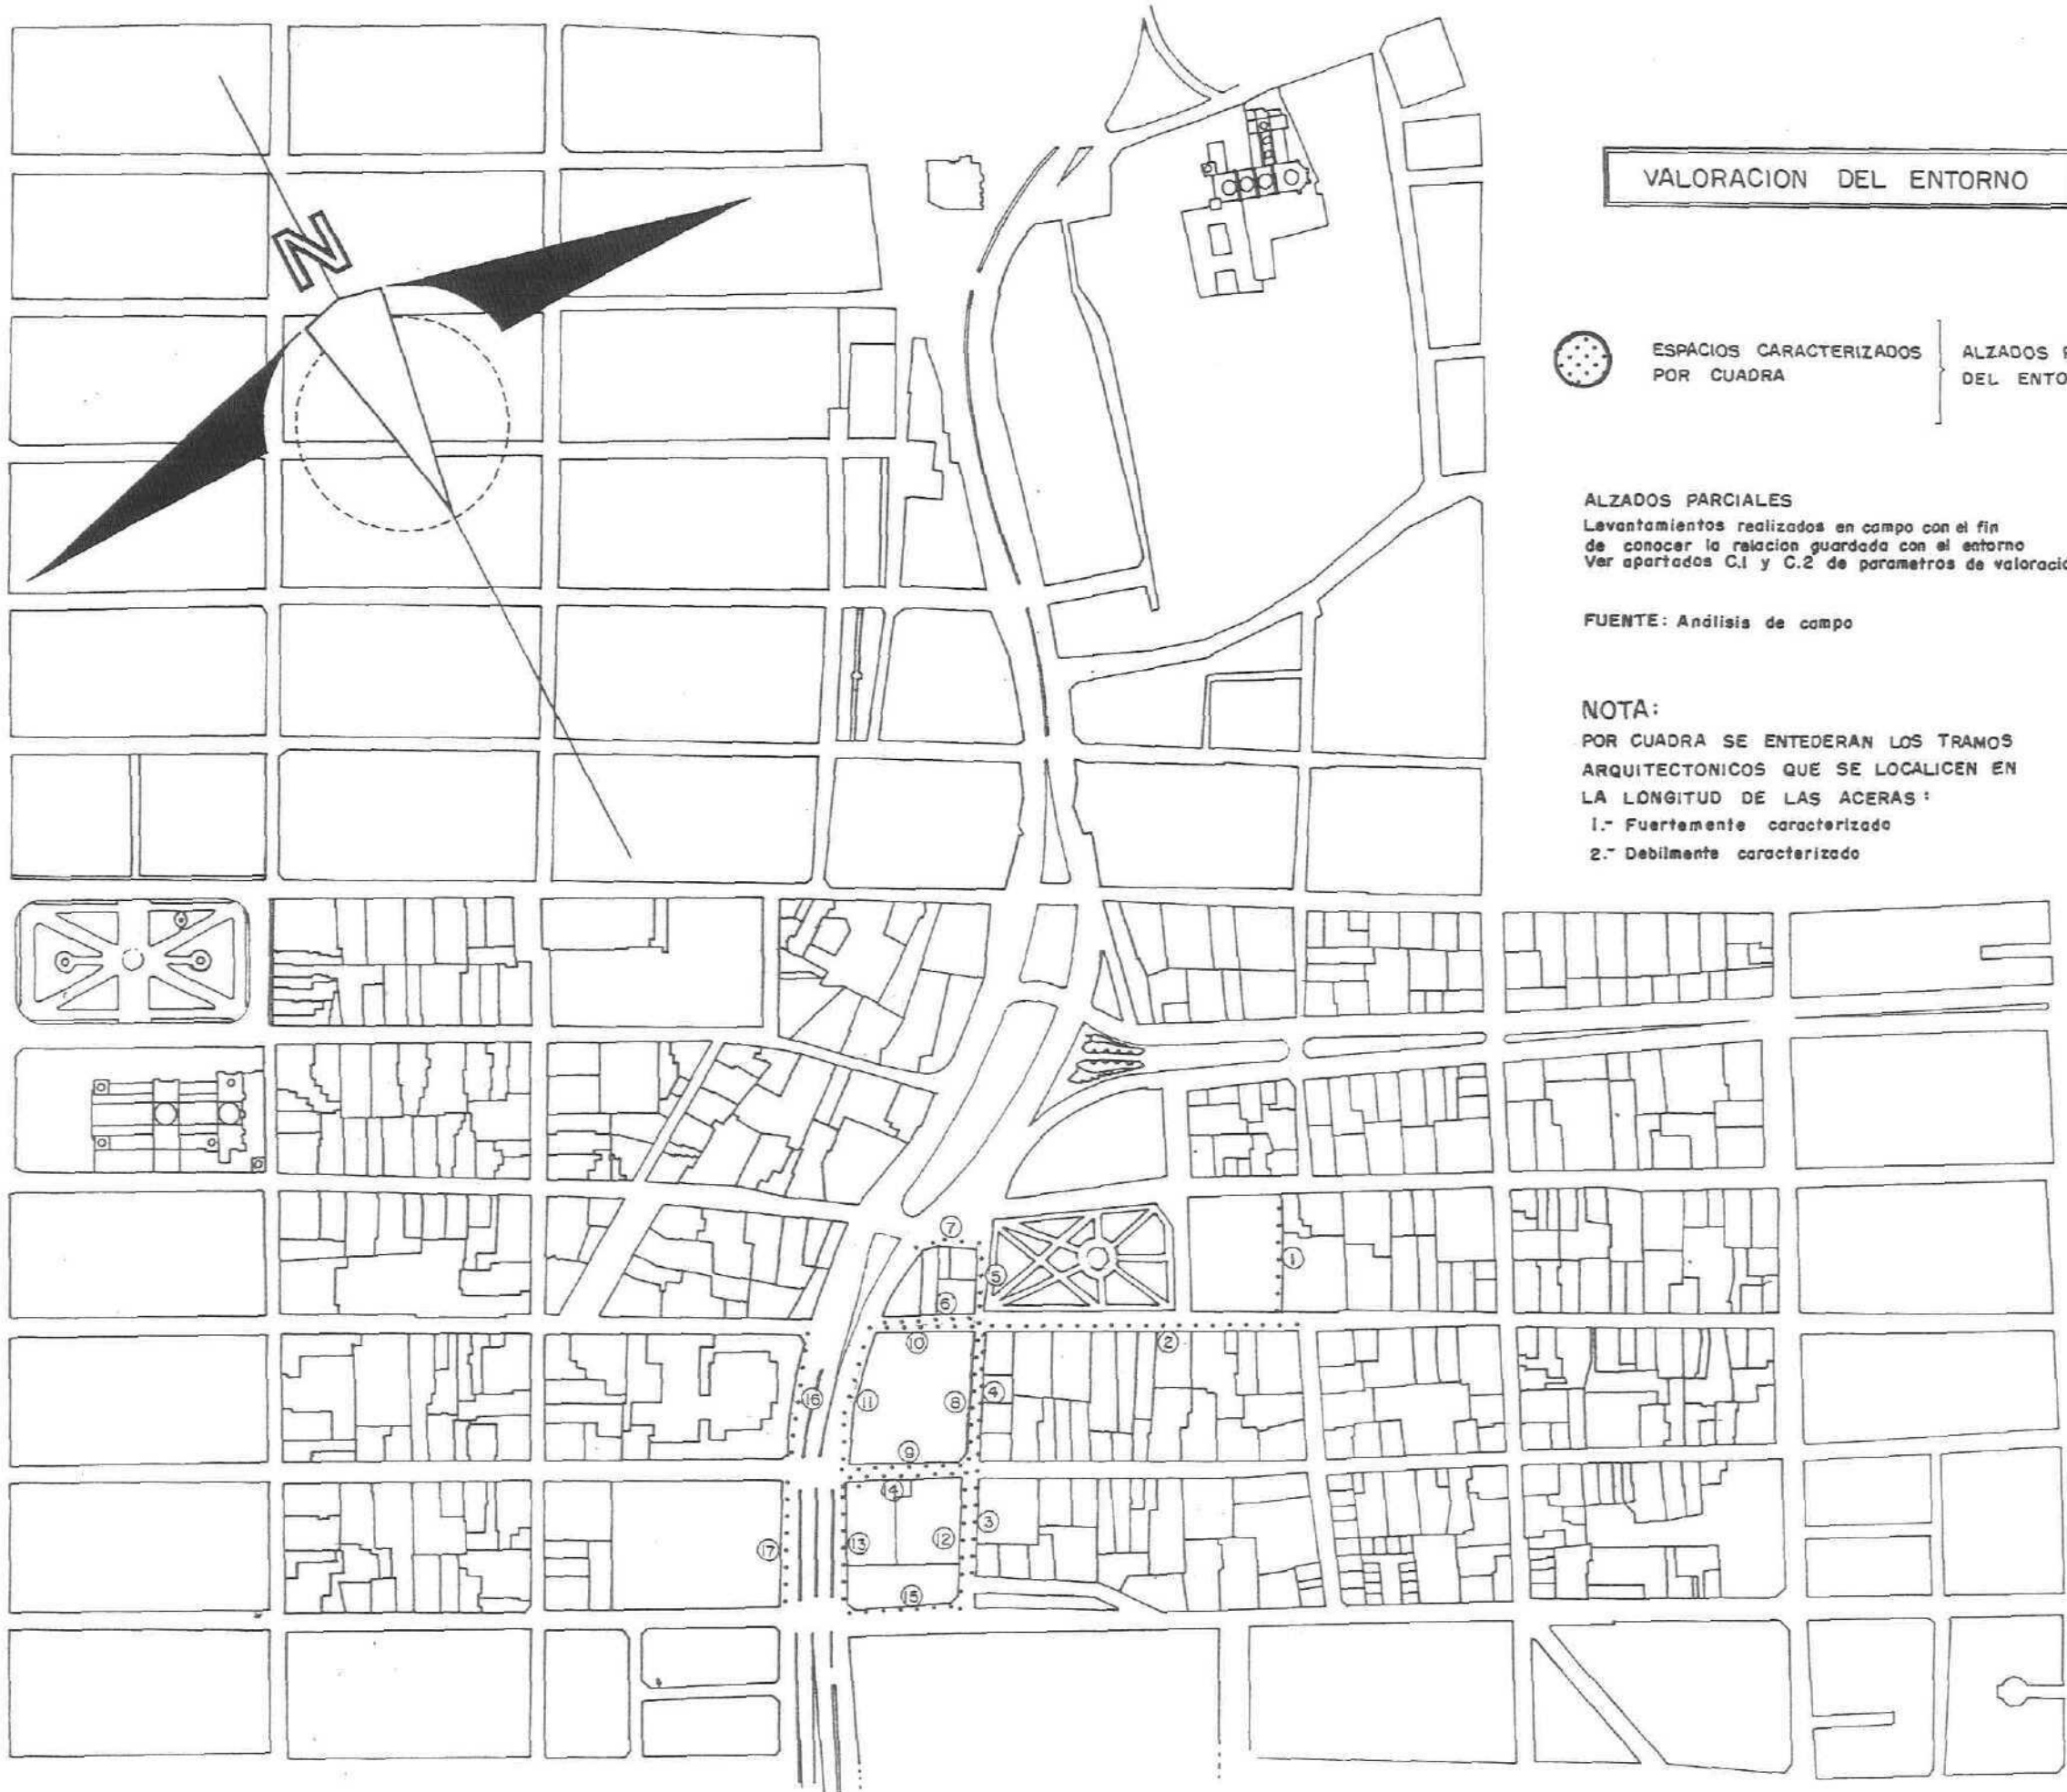 N
VALORACION DEL ENTORNO
ESPACIOS CARACTERIZADOS
POR CUADRA
ALZADOS
DEL
ALZADOS PARCIALES
Levantamientos realizados en campo con el fin
de conocer la relacion guardada con el entorno
Ver apartados C.1 y C.2 de parametros de
FUENTE: Análisis de campo
NOTA:
POR CUADRA SE ENTEDERAN LOS TRAMOS
ARQUITECTONICOS QUE SE LOCALICEN EN
LA LONGITUD DE LAS ACERAS :
1.- Fuertemente caracterizado
2.- Debilmente caracterizado
7
1
5
6
10
2
16
11
8
4
9
14
3
17
13
12
15